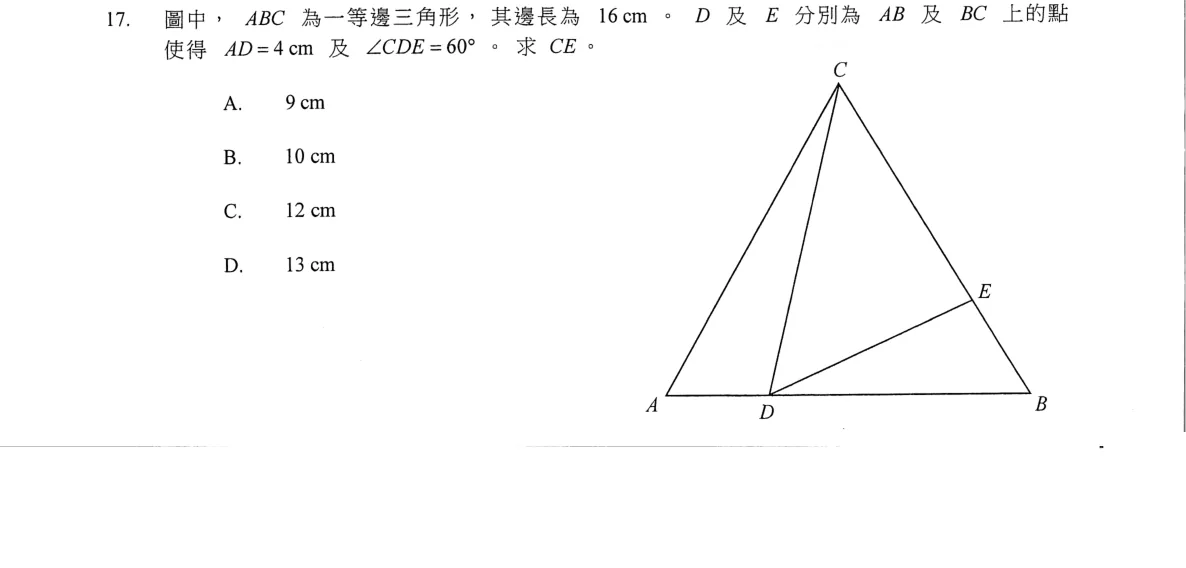 17. 圖中， ABC 為一等邊三角形， 其邊長為 16 cm 。 D 及 E 分別為 AB 及 BC 上的點
使得 AD = 4 cm 及 ∠CDE = 60° 。 求 CE 。
A. 9 cm
B. 10 cm
C. 12 cm
D. 13 cm
C
E
A
D
B